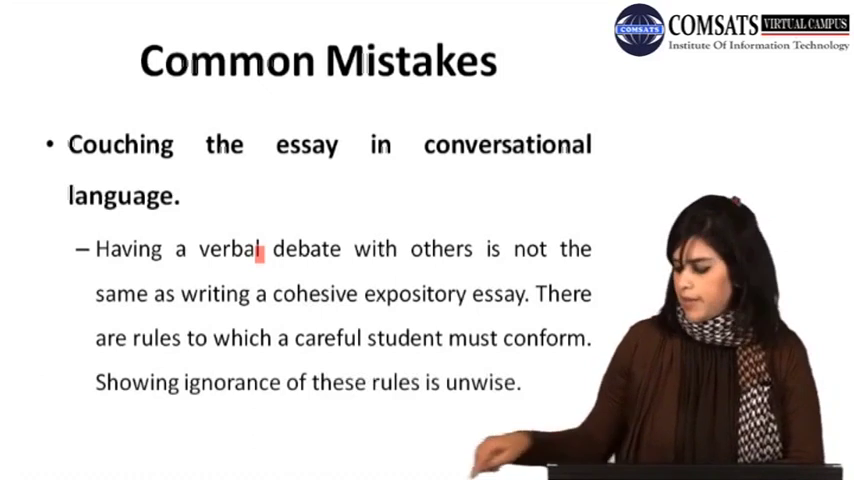 COMSATS VIRTUAL CAMPUS
COMSATS
Institute Of Information Technology
Common Mistakes
• Couching the essay in conversational
language.
– Having a verbal debate with others is not the
same as writing a cohesive expository essay. There
are rules to which a careful student must conform.
Showing ignorance of these rules is unwise.